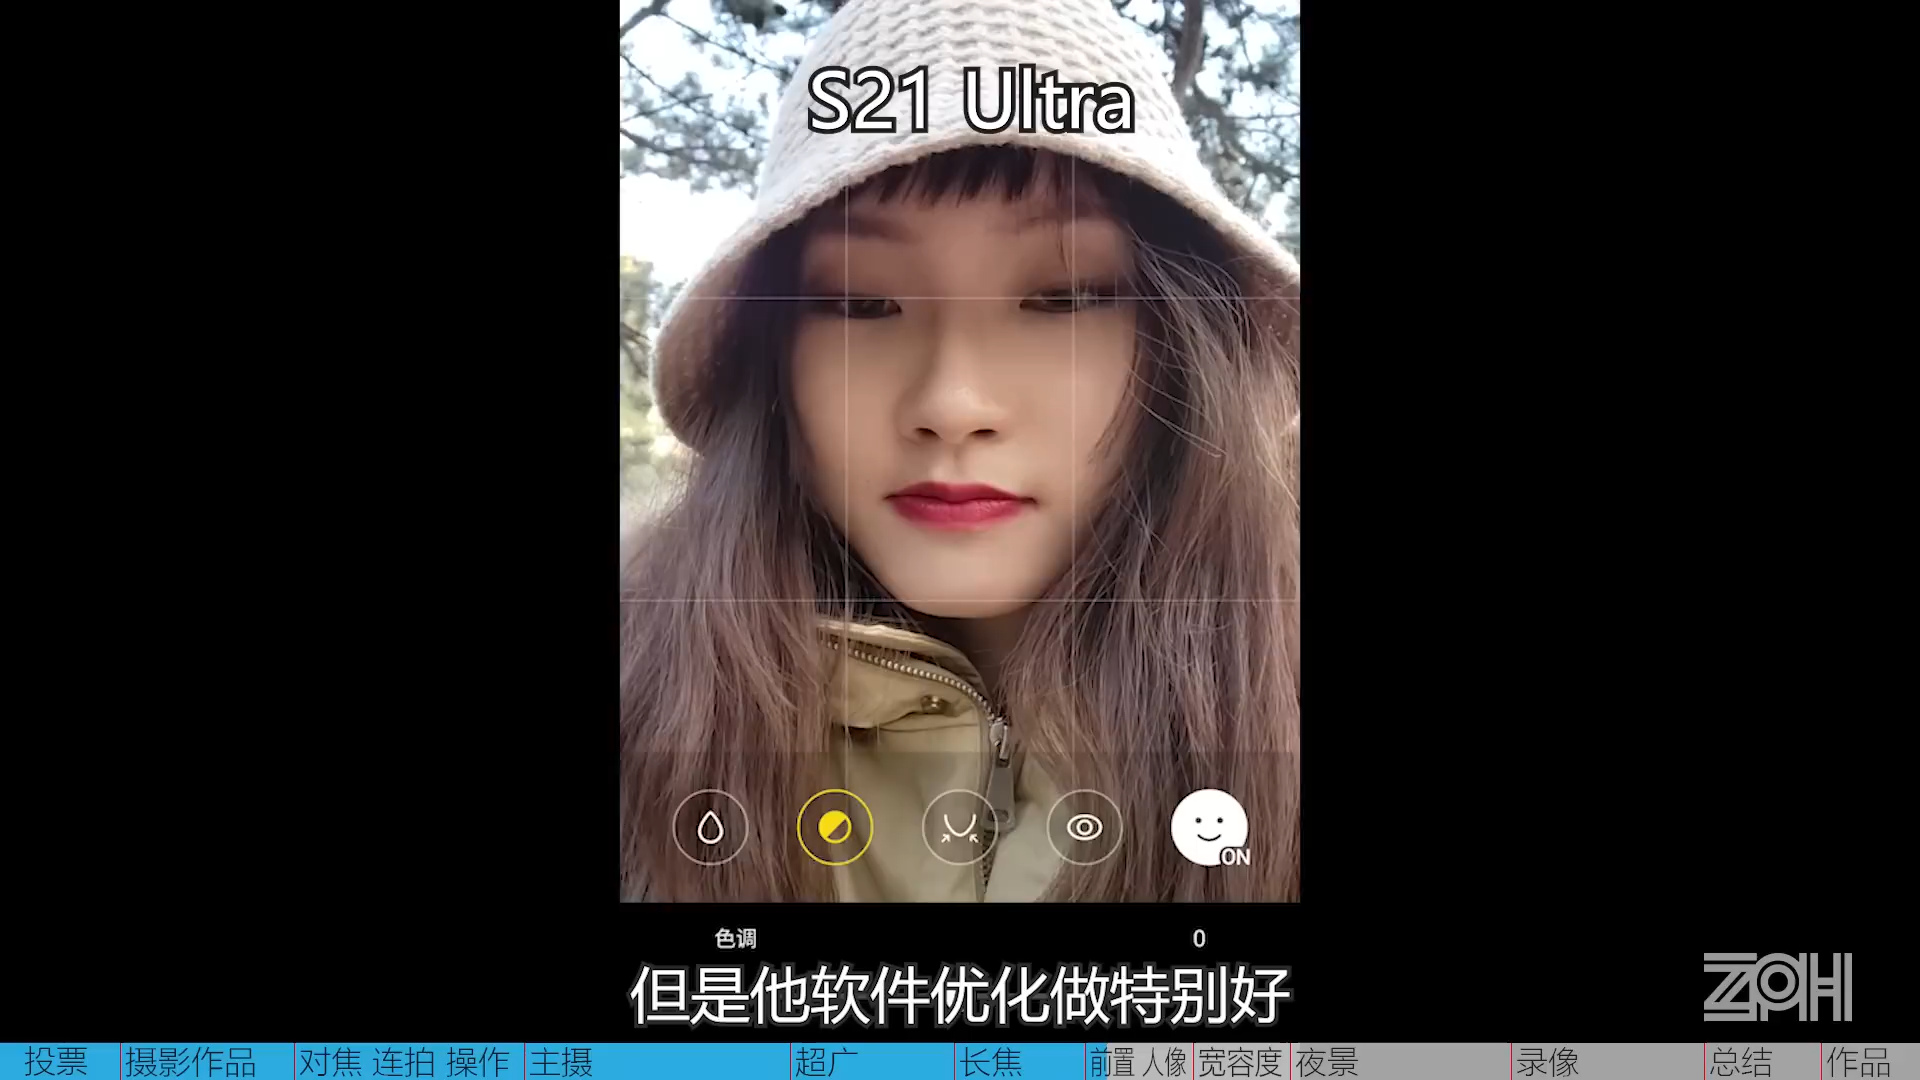 S21 Ultra
ON
色调 0
但是他软件优化做特别好
ZPH
投票 摄影作品 对焦 连拍 操作 主摄 超广 长焦 前置 人像 宽容度 夜景 录像 总结 作品